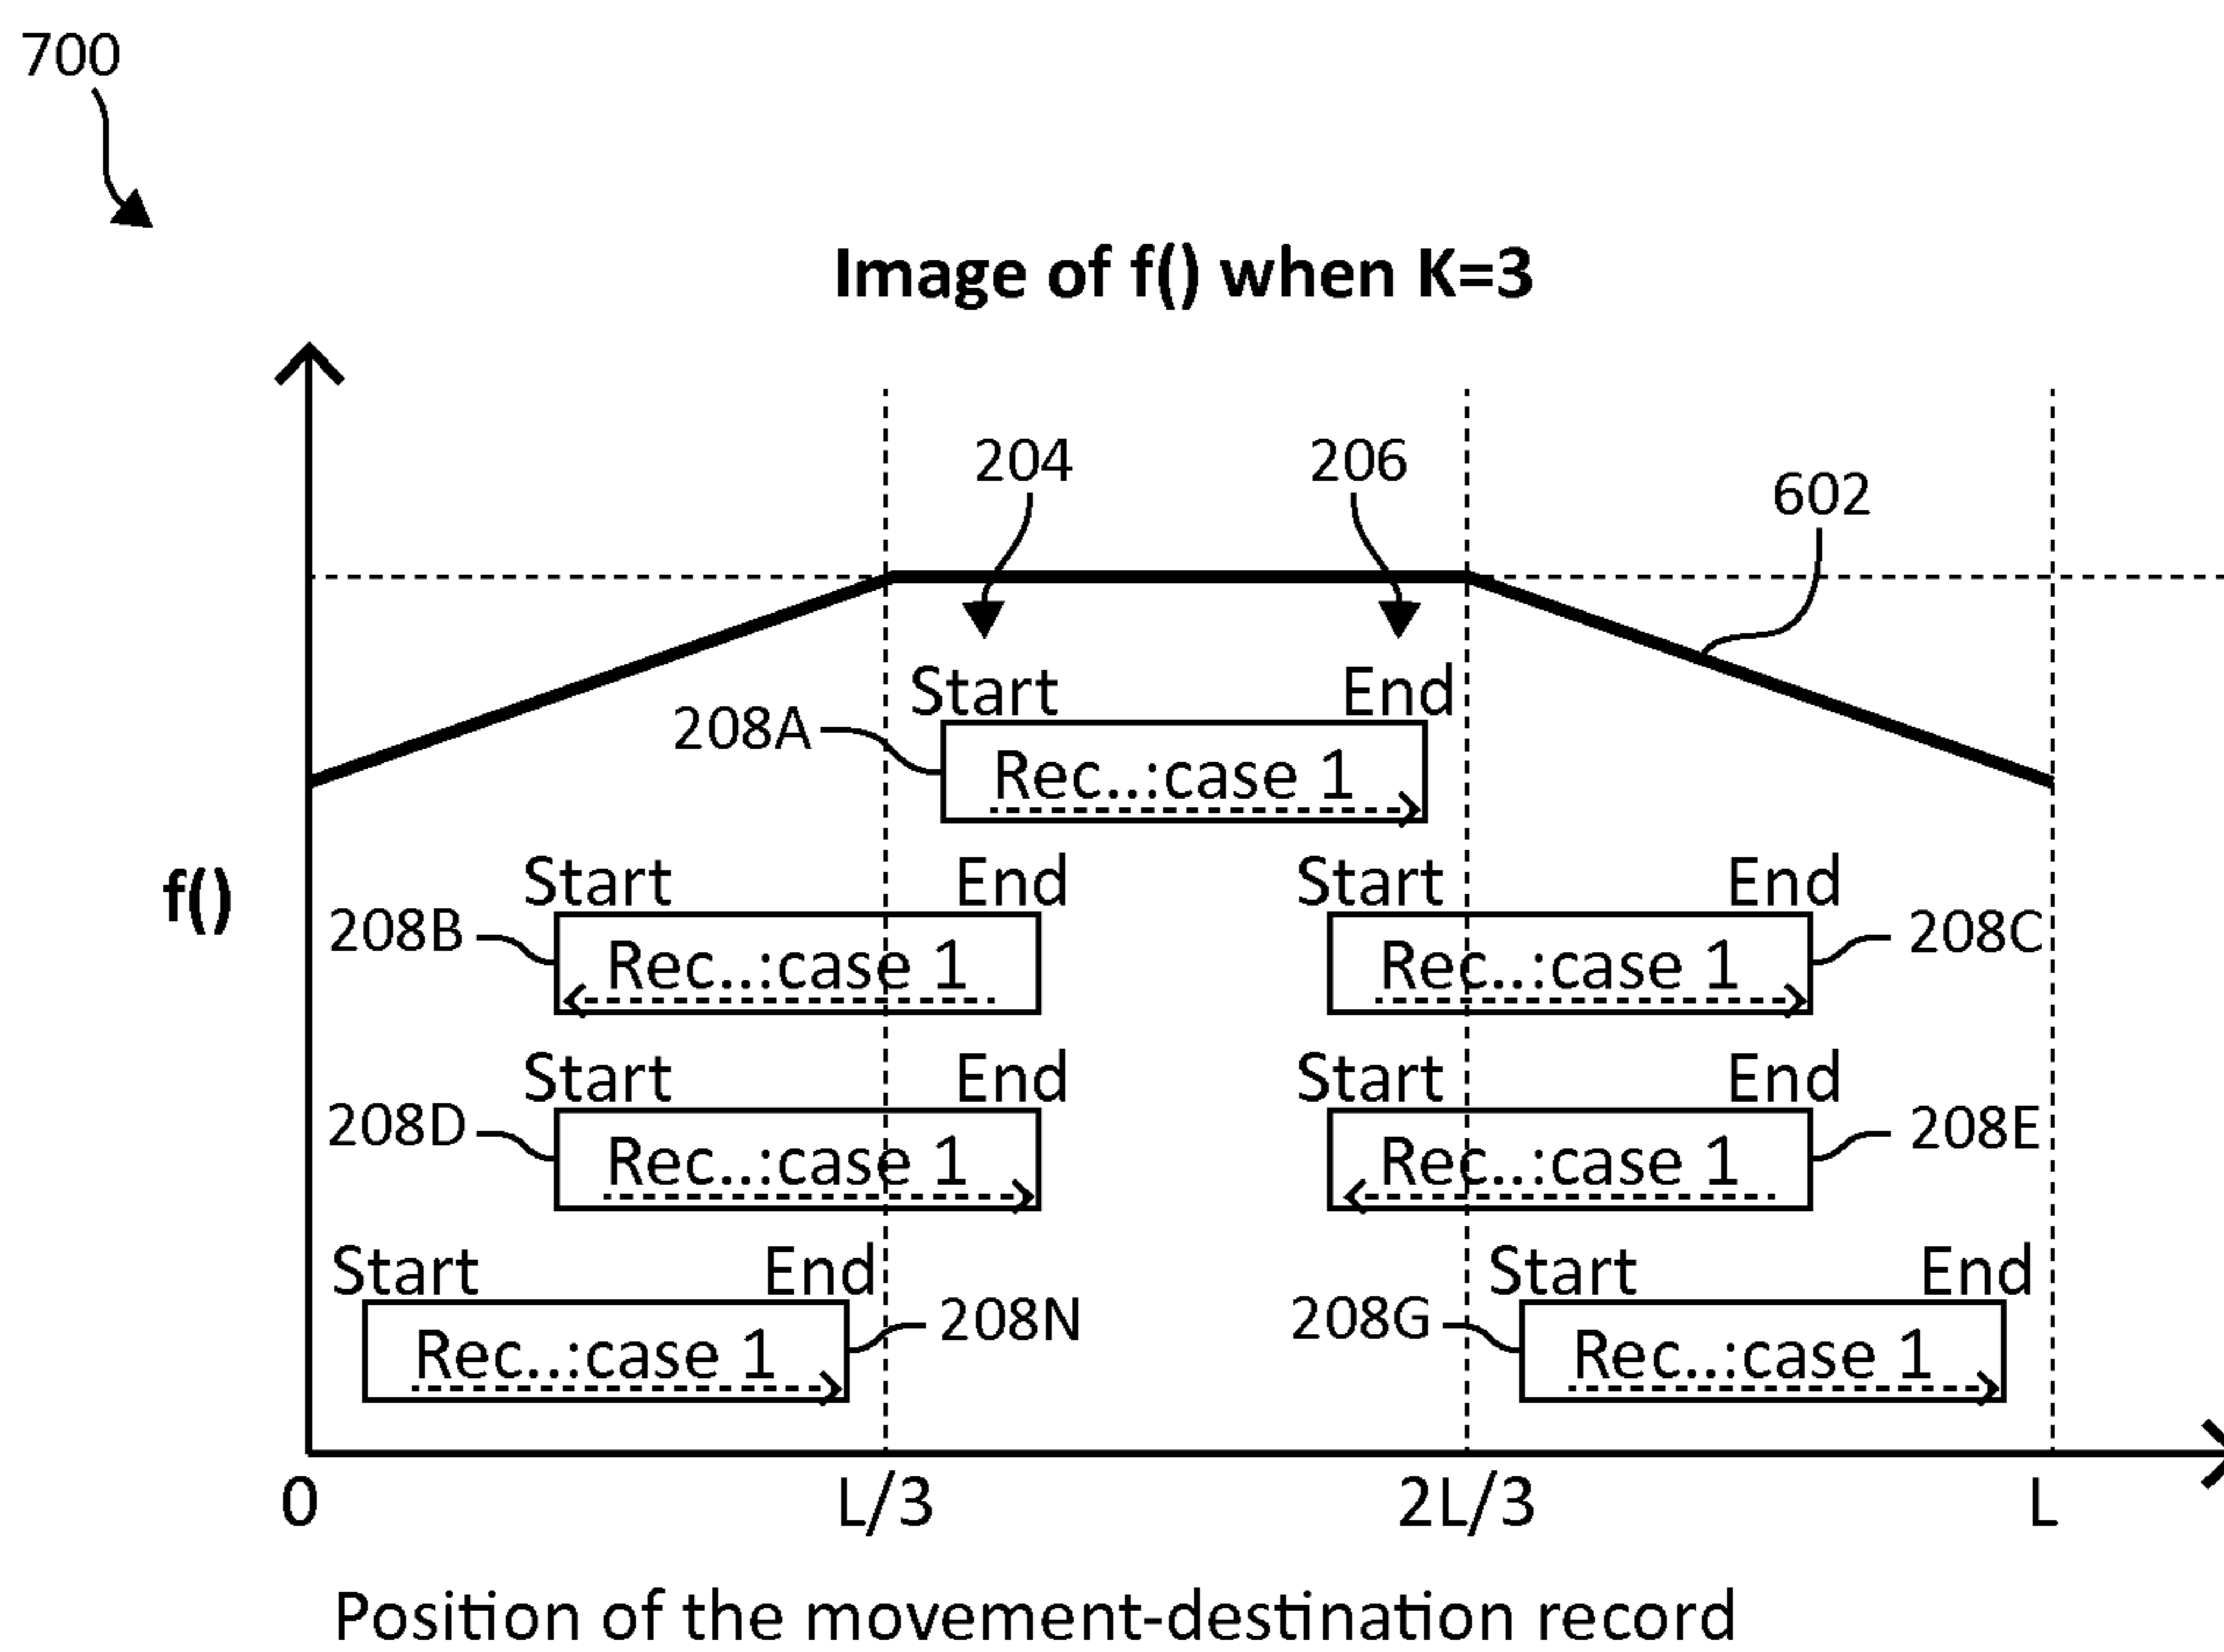 700
Image of f() when K=3
204 206
602
Start End
208A
Rec..:case 1
f()
Start End Start End
208B 208C
Rec..:case 1 Rec..:case 1
Start End Start End
208D 208E
Rec..:case 1 Rec..:case 1
Start End Start End
208N 208G
Rec..:case 1 Rec..:case 1
0 L/3 2L/3 L
Position of the movement-destination record